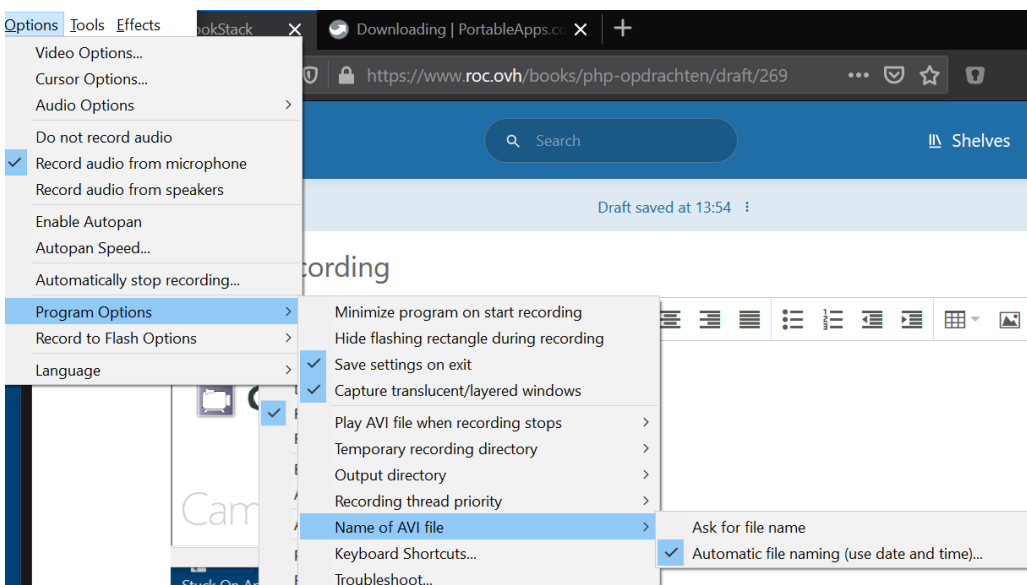 Options Tools Effects
ookStack
Downloading | PortableApps.co
https://www.roc.ovh/books/php-opdrachten/draft/269
Search
Shelves
Draft saved at 13:54
cording
Video Options...
Cursor Options...
Audio Options
Do not record audio
Record audio from microphone
Record audio from speakers
Enable Autopan
Autopan Speed...
Automatically stop recording...
Program Options
Record to Flash Options
Language
Minimize program on start recording
Hide flashing rectangle during recording
Save settings on exit
Capture translucent/layered windows
Play AVI file when recording stops
Temporary recording directory
Output directory
Recording thread priority
Name of AVI file
Keyboard Shortcuts...
Troubleshoot...
Ask for file name
Automatic file naming (use date and time)...
Cam
Stuck On An